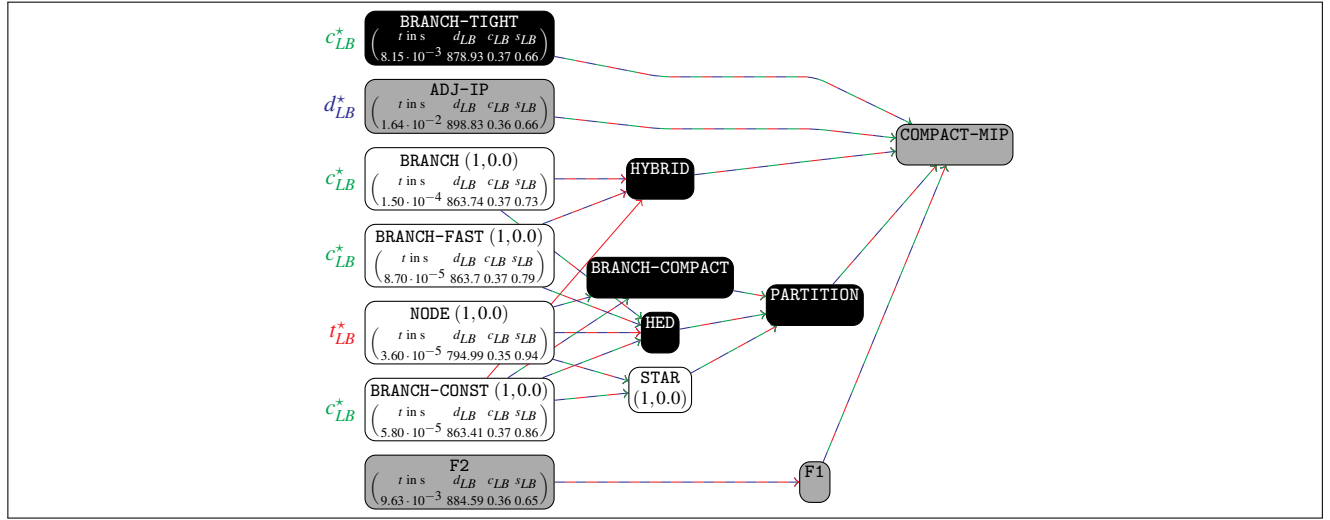 c⋆LB
BRANCH-TIGHT
t in s dLB cLB sLB
8.15 · 10−3 878.93 0.37 0.66
d⋆LB
ADJ-IP
t in s dLB cLB sLB
1.64 · 10−2 898.83 0.36 0.66
COMPACT-MIP
c⋆LB
BRANCH (1,0.0)
t in s dLB cLB sLB
1.50 · 10−4 863.74 0.37 0.73
HYBRID
c⋆LB
BRANCH-FAST (1,0.0)
t in s dLB cLB sLB
8.70 · 10−5 863.7 0.37 0.79
BRANCH-COMPACT
PARTITION
t⋆LB
NODE (1,0.0)
t in s dLB cLB sLB
3.60 · 10−5 794.99 0.35 0.94
HED
STAR
(1,0.0)
c⋆LB
BRANCH-CONST (1,0.0)
t in s dLB cLB sLB
5.80 · 10−5 863.41 0.37 0.86
F2
t in s dLB cLB sLB
9.63 · 10−3 884.59 0.36 0.65
F1